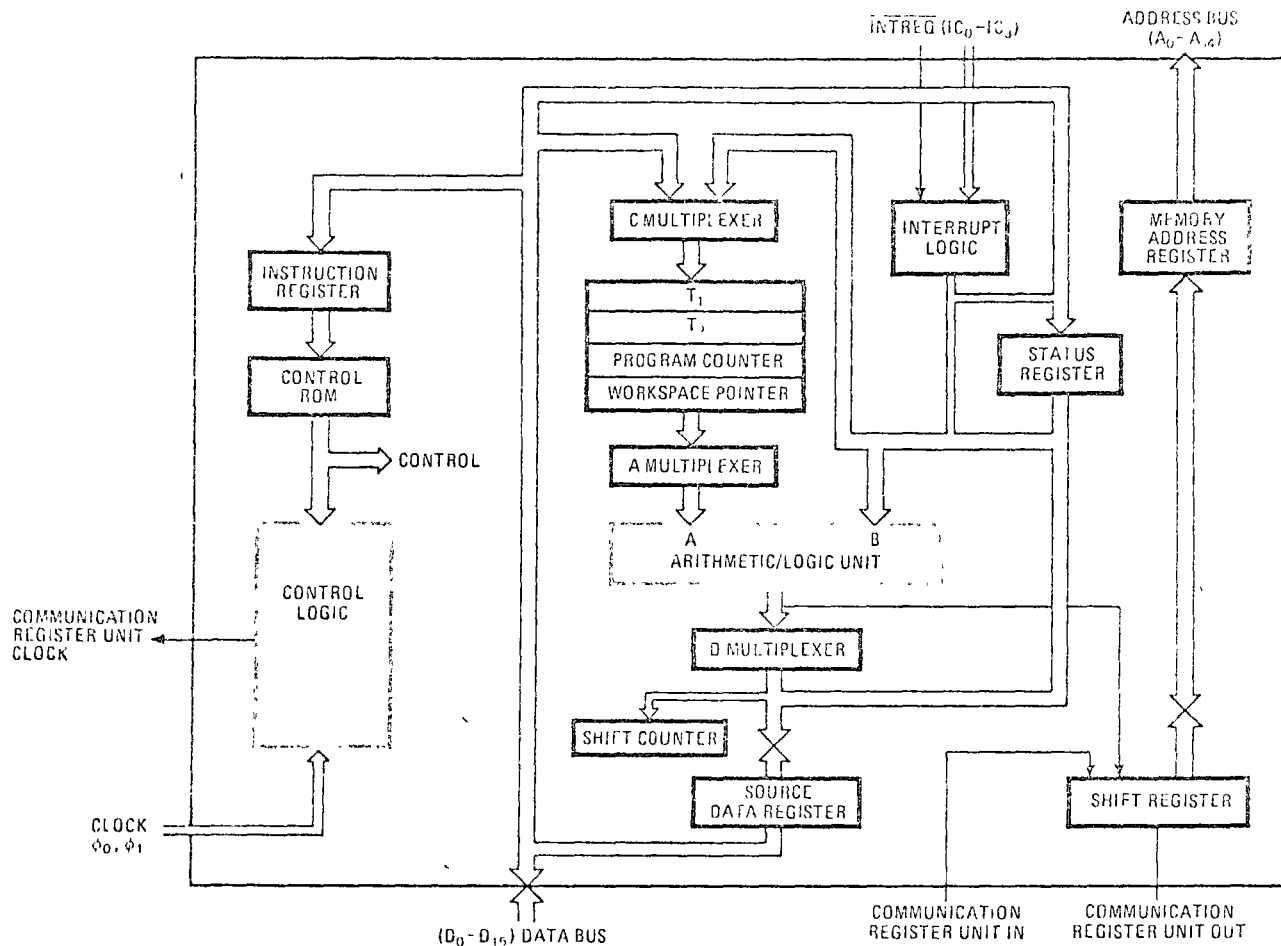 INTREQ (IC0-IC3)
ADDRESS BUS
(A0-A14)
C MULTIPLEXER
INTERRUPT
LOGIC
MEMORY
ADDRESS
REGISTER
INSTRUCTION
REGISTER
T1
T2
PROGRAM COUNTER
WORKSPACE POINTER
STATUS
REGISTER
CONTROL
ROM
CONTROL
A MULTIPLEXER
A
B
ARITHMETIC/LOGIC UNIT
CONTROL
LOGIC
COMMUNICATION
REGISTER UNIT
CLOCK
D MULTIPLEXER
SHIFT COUNTER
SOURCE
DATA REGISTER
SHIFT REGISTER
CLOCK
ϕ0, ϕ1
(D0-D15) DATA BUS
COMMUNICATION
REGISTER UNIT IN
COMMUNICATION
REGISTER UNIT OUT